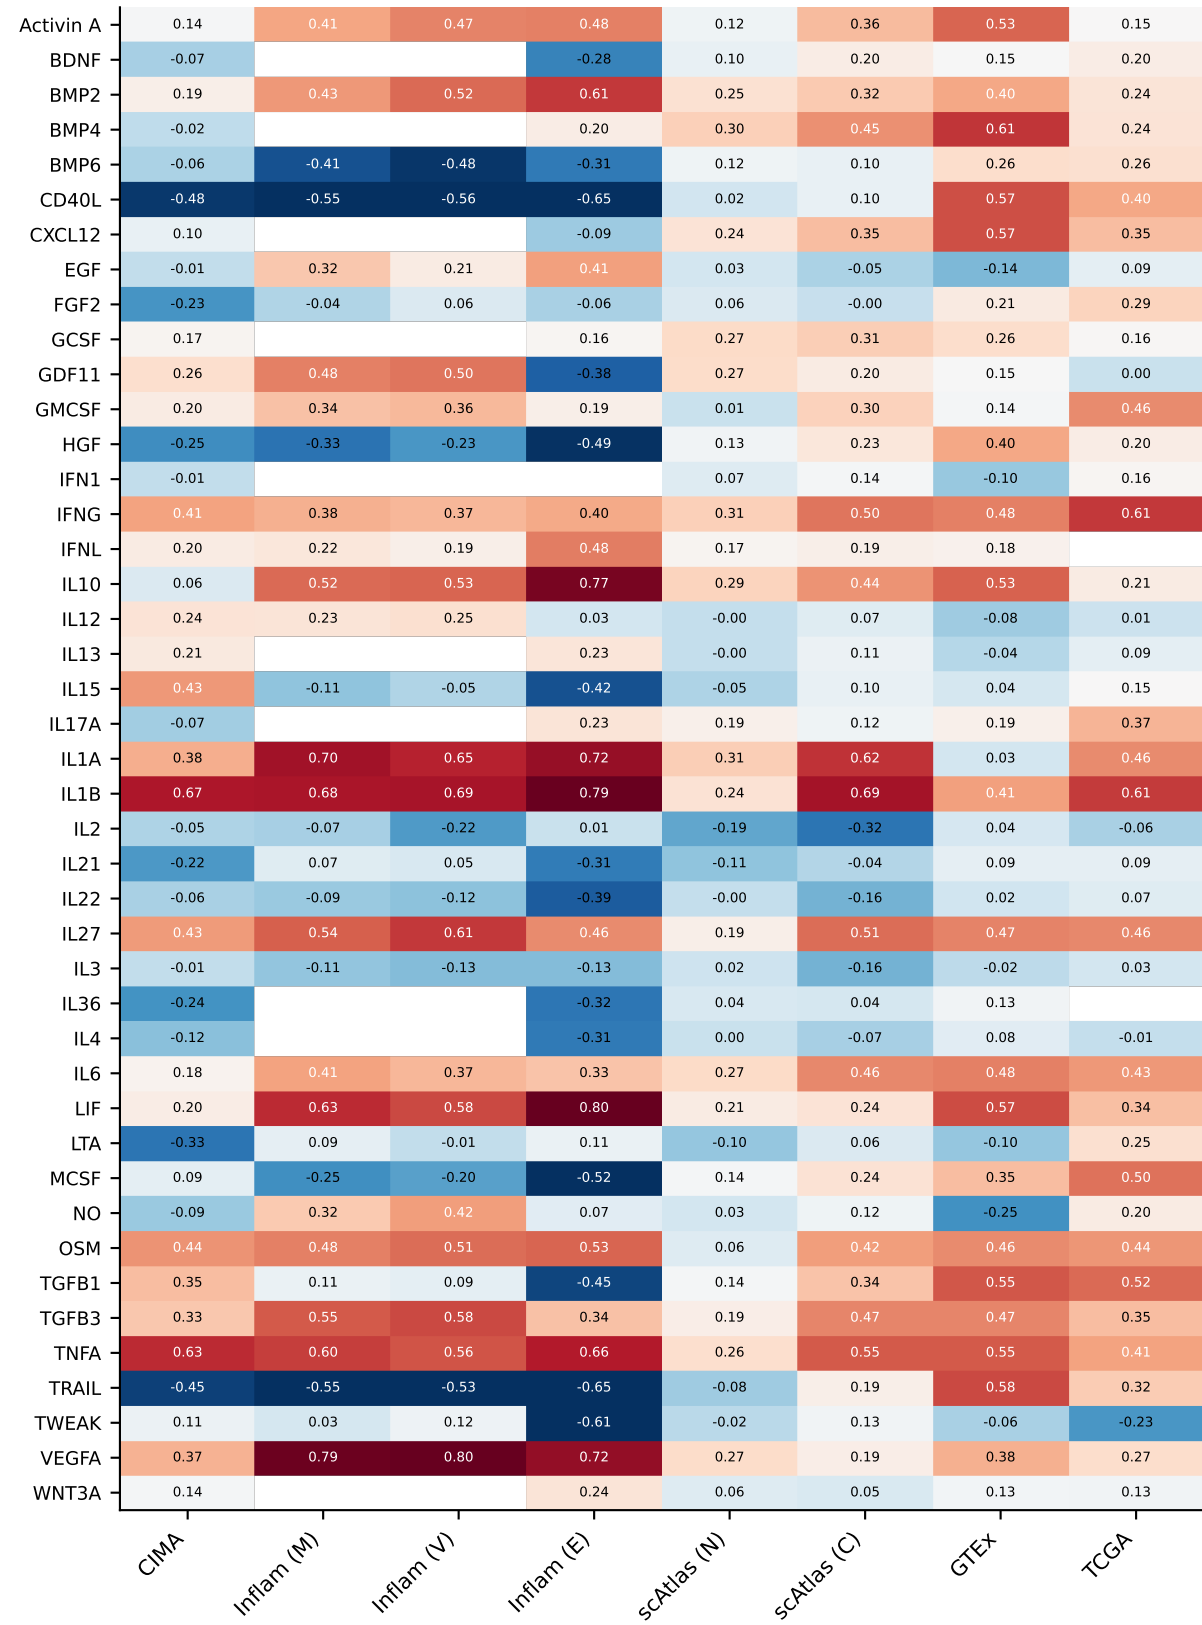 Activin A 0.14 0.41 0.47 0.48 0.12 0.36 0.53 0.15
BDNF -0.07 -0.28 0.10 0.20 0.15 0.20
BMP2 0.19 0.43 0.52 0.61 0.25 0.32 0.40 0.24
BMP4 -0.02 0.20 0.30 0.45 0.61 0.24
BMP6 -0.06 -0.41 -0.48 -0.31 0.12 0.10 0.26 0.26
CD40L -0.48 -0.55 -0.56 -0.65 0.02 0.10 0.57 0.40
CXCL12 0.10 -0.09 0.24 0.35 0.57 0.35
EGF -0.01 0.32 0.21 0.41 0.03 -0.05 -0.14 0.09
FGF2 -0.23 -0.04 0.06 -0.06 0.06 -0.00 0.21 0.29
GCSF 0.17 0.16 0.27 0.31 0.26 0.16
GDF11 0.26 0.48 0.50 -0.38 0.27 0.20 0.15 0.00
GMCSF 0.20 0.34 0.36 0.19 0.01 0.30 0.14 0.46
HGF -0.25 -0.33 -0.23 -0.49 0.13 0.23 0.40 0.20
IFN1 -0.01 0.07 0.14 -0.10 0.16
IFNG 0.41 0.38 0.37 0.40 0.31 0.50 0.48 0.61
IFNL 0.20 0.22 0.19 0.48 0.17 0.19 0.18
IL10 0.06 0.52 0.53 0.77 0.29 0.44 0.53 0.21
IL12 0.24 0.23 0.25 0.03 -0.00 0.07 -0.08 0.01
IL13 0.21 0.23 -0.00 0.11 -0.04 0.09
IL15 0.43 -0.11 -0.05 -0.42 -0.05 0.10 0.04 0.15
IL17A -0.07 0.23 0.19 0.12 0.19 0.37
IL1A 0.38 0.70 0.65 0.72 0.31 0.62 0.03 0.46
IL1B 0.67 0.68 0.69 0.79 0.24 0.69 0.41 0.61
IL2 -0.05 -0.07 -0.22 0.01 -0.19 -0.32 0.04 -0.06
IL21 -0.22 0.07 0.05 -0.31 -0.11 -0.04 0.09 0.09
IL22 -0.06 -0.09 -0.12 -0.39 -0.00 -0.16 0.02 0.07
IL27 0.43 0.54 0.61 0.46 0.19 0.51 0.47 0.46
IL3 -0.01 -0.11 -0.13 -0.13 0.02 -0.16 -0.02 0.03
IL36 -0.24 -0.32 0.04 0.04 0.13
IL4 -0.12 -0.31 0.00 -0.07 0.08 -0.01
IL6 0.18 0.41 0.37 0.33 0.27 0.46 0.48 0.43
LIF 0.20 0.63 0.58 0.80 0.21 0.24 0.57 0.34
LTA -0.33 0.09 -0.01 0.11 -0.10 0.06 -0.10 0.25
MCSF 0.09 -0.25 -0.20 -0.52 0.14 0.24 0.35 0.50
NO -0.09 0.32 0.42 0.07 0.03 0.12 -0.25 0.20
OSM 0.44 0.48 0.51 0.53 0.06 0.42 0.46 0.44
TGFB1 0.35 0.11 0.09 -0.45 0.14 0.34 0.55 0.52
TGFB3 0.33 0.55 0.58 0.34 0.19 0.47 0.47 0.35
TNFA 0.63 0.60 0.56 0.66 0.26 0.55 0.55 0.41
TRAIL -0.45 -0.55 -0.53 -0.65 -0.08 0.19 0.58 0.32
TWEAK 0.11 0.03 0.12 -0.61 -0.02 0.13 -0.06 -0.23
VEGFA 0.37 0.79 0.80 0.72 0.27 0.19 0.38 0.27
WNT3A 0.14 0.24 0.06 0.05 0.13 0.13
CIMA Inflam (M) Inflam (V) Inflam (E) scAtlas (N) scAtlas (C) GTEx TCGA